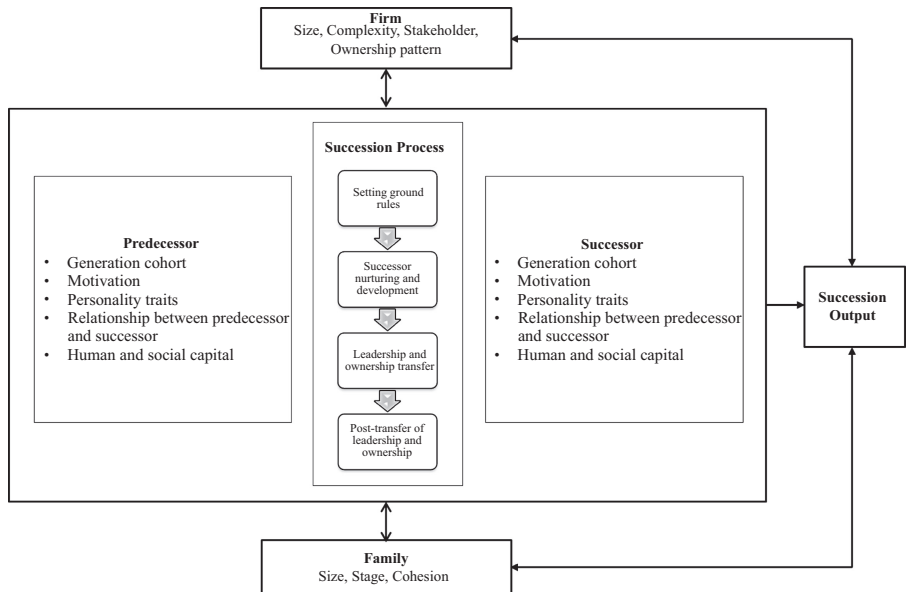 Firm
Size, Complexity, Stakeholder,
Ownership pattern
Succession Process
Setting ground
rules
Successor
nurturing and
development
Leadership and
ownership transfer
Post-transfer of
leadership and
ownership
Predecessor
• Generation cohort
• Motivation
• Personality traits
• Relationship between predecessor
and successor
• Human and social capital
Successor
• Generation cohort
• Motivation
• Personality traits
• Relationship between predecessor
and successor
• Human and social capital
Succession
Output
Family
Size, Stage, Cohesion